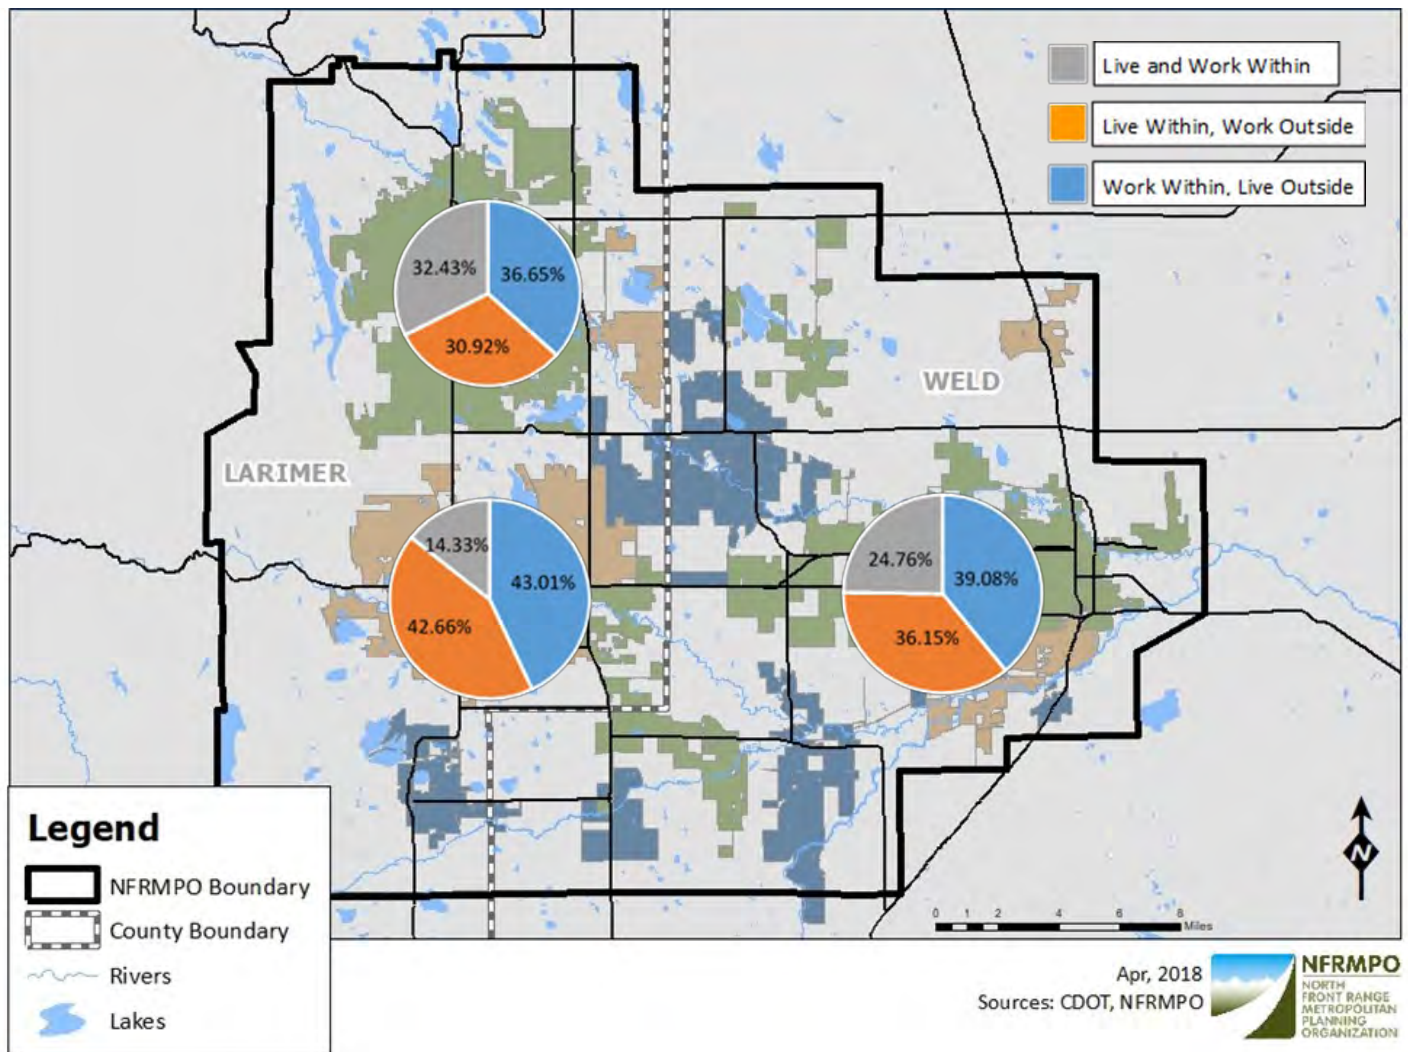 Live and Work Within
Live Within, Work Outside
Work Within, Live Outside
32.43%
36.65%
30.92%
WELD
LARIMER
14.33%
43.01%
42.66%
24.76%
39.08%
36.15%
Legend
NFRMPO Boundary
County Boundary
Rivers
Lakes
N
0 1 2 4 6 8
Miles
Apr, 2018
Sources: CDOT, NFRMPO
NFRMPO
NORTH
FRONT RANGE
METROPOLITAN
PLANNING
ORGANIZATION